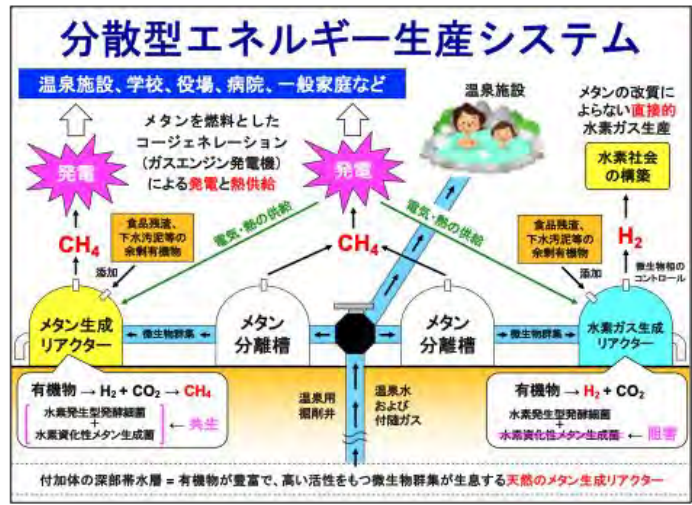 分散型エネルギー生産システム
温泉施設、学校、役場、病院、一般家庭など
温泉施設
メタンの改質に
よらない直接的
水素ガス生産
メタンを燃料とした
コージェネレーション
(ガスエンジン発電機)
による発電と熱供給
発電
発電
水素社会
の構築
食品残渣、
下水汚泥等の
余剰有機物
添加
CH₄
電気・熱の供給
CH₄
電気・熱の供給
食品残渣、
下水汚泥等の
余剰有機物
添加
H₂
微生物相の
コントロール
メタン生成
リアクター
微生物群集
メタン
分離槽
メタン
分離槽
微生物群集
水素ガス生成
リアクター
有機物 → H₂ + CO₂ → CH₄
水素発生型発酵細菌
+
水素資化性メタン生成菌
← 共生
温泉用
掘削井
温泉水
および
付随ガス
有機物 → H₂ + CO₂
水素発生型発酵細菌
+
水素資化性メタン生成菌
← 阻害
付加体の深部帯水層 = 有機物が豊富で、高い活性をもつ微生物群集が生息する天然のメタン生成リアクター